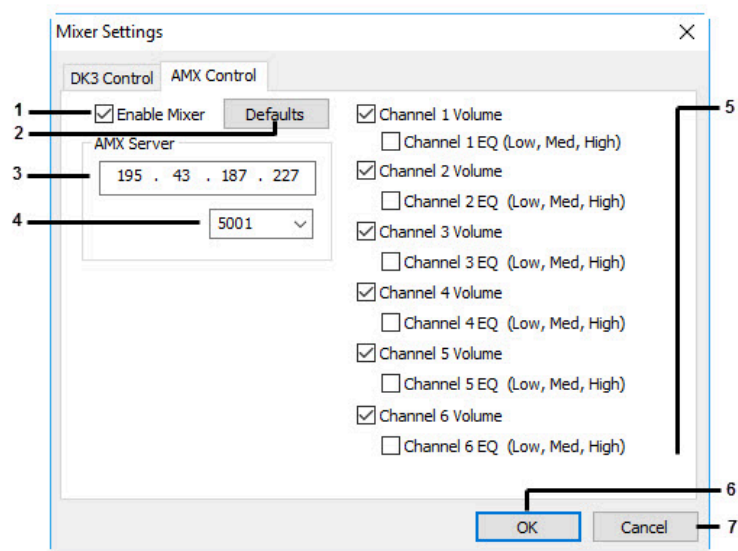 Mixer Settings
DK3 Control AMX Control
1 Enable Mixer Defaults
2
AMX Server
3 195 . 43 . 187 . 227
4 5001
Channel 1 Volume
Channel 1 EQ (Low, Med, High)
Channel 2 Volume
Channel 2 EQ (Low, Med, High)
Channel 3 Volume
Channel 3 EQ (Low, Med, High)
Channel 4 Volume
Channel 4 EQ (Low, Med, High)
Channel 5 Volume
Channel 5 EQ (Low, Med, High)
Channel 6 Volume
Channel 6 EQ (Low, Med, High)
5
6
OK Cancel 7